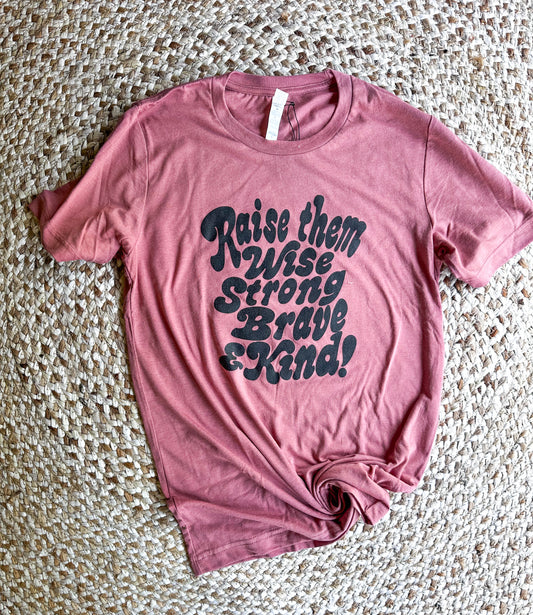 Raise them
Wise
Strong
Brave
& Kind!